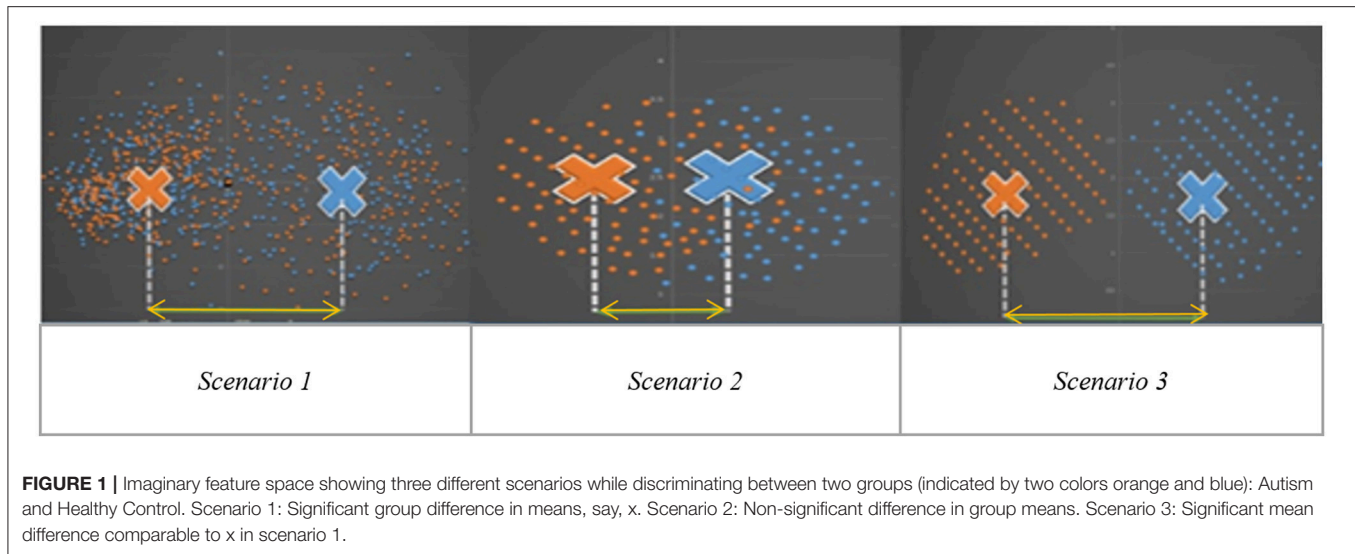 Scenario 1
Scenario 2
Scenario 3
FIGURE 1 | Imaginary feature space showing three different scenarios while discriminating between two groups (indicated by two colors orange and blue): Autism
and Healthy Control. Scenario 1: Significant group difference in means, say, x. Scenario 2: Non-significant difference in group means. Scenario 3: Significant mean
difference comparable to x in scenario 1.